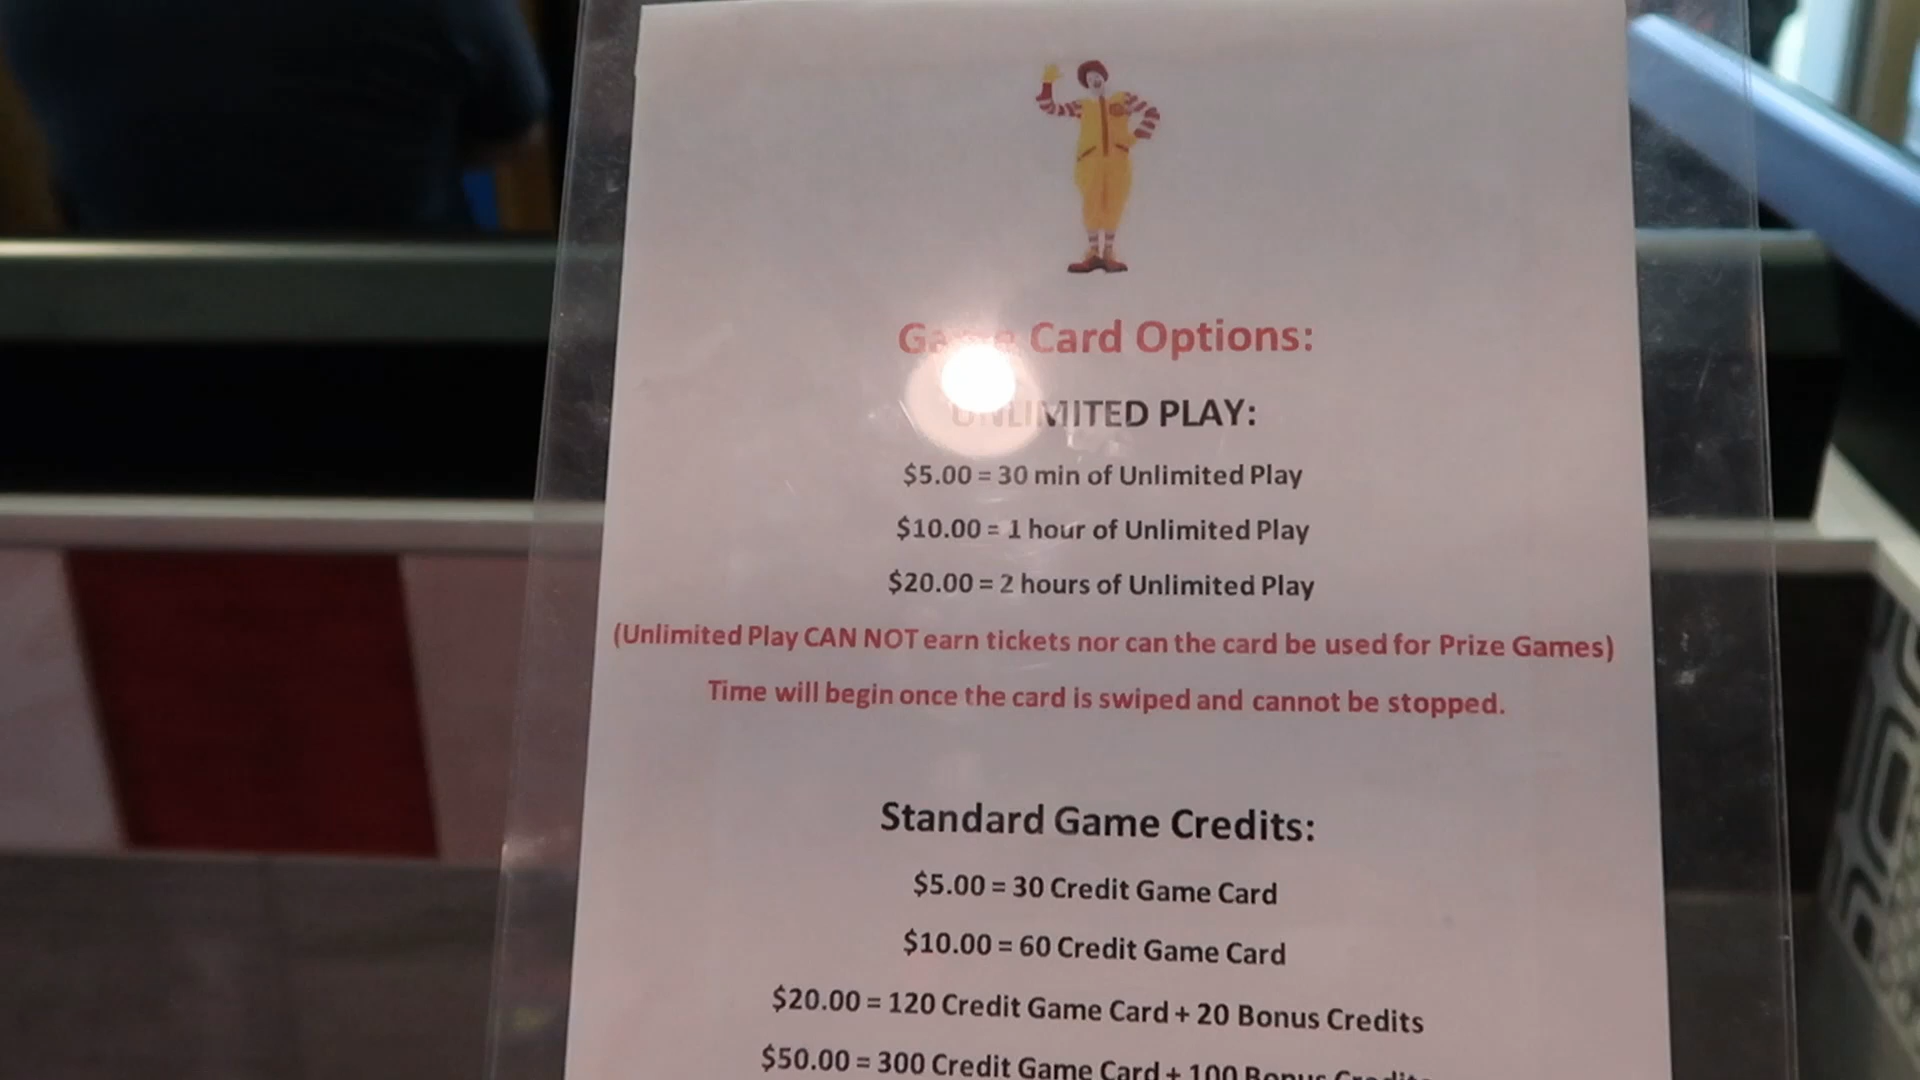 Game Card Options:
UNLIMITED PLAY:
$5.00 = 30 min of Unlimited Play
$10.00 = 1 hour of Unlimited Play
$20.00 = 2 hours of Unlimited Play
(Unlimited Play CAN NOT earn tickets nor can the card be used for Prize Games)
Time will begin once the card is swiped and cannot be stopped.
Standard Game Credits:
$5.00 = 30 Credit Game Card
$10.00 = 60 Credit Game Card
$20.00 = 120 Credit Game Card + 20 Bonus Credits
$50.00 = 300 Credit Game Card + 100 Bonus Credits